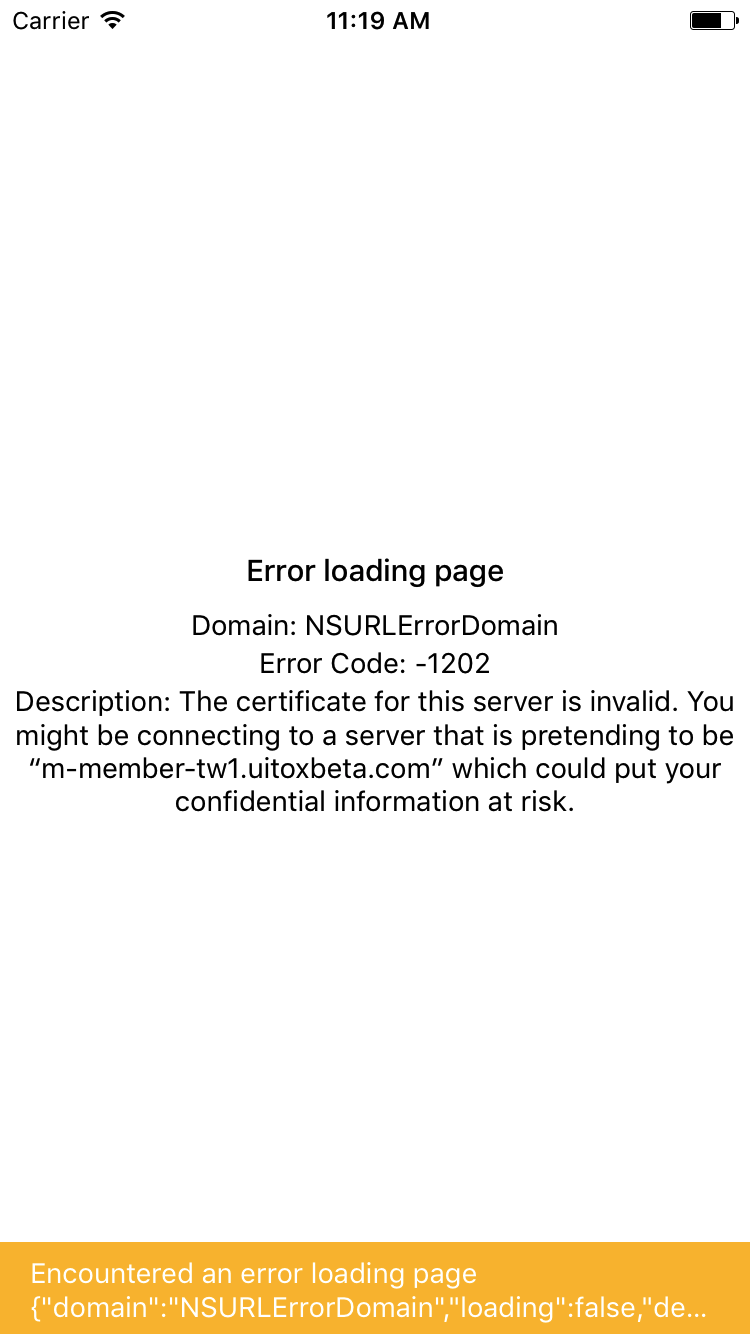 Carrier
11:19 AM
Error loading page
Domain: NSURLErrorDomain
Error Code: -1202
Description: The certificate for this server is invalid. You
might be connecting to a server that is pretending to be
“m-member-tw1.uitoxbeta.com” which could put your
confidential information at risk.
Encountered an error loading page
{"domain":"NSURLErrorDomain","loading":false,"de...